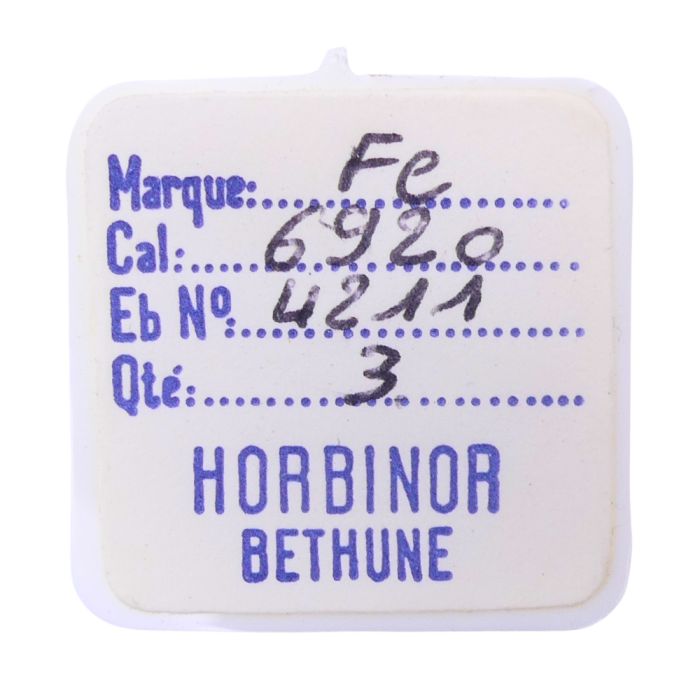 Marque: Fe
Cal: 6920
Eb Nº: 4211
Qté: 3
HORBINOR
BETHUNE